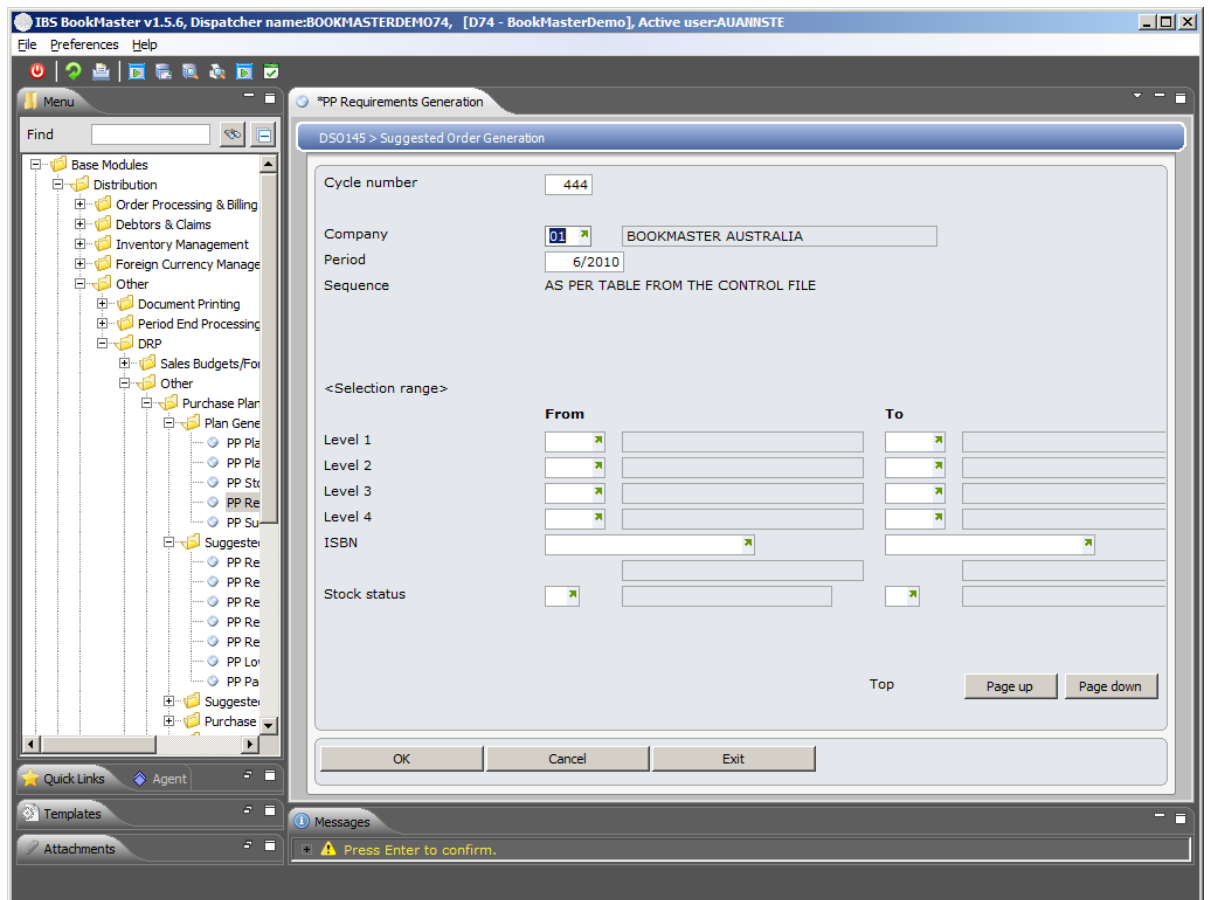 IBS BookMaster v1.5.6, Dispatcher name:BOOKMASTERDEMO74, [D74 - BookMasterDemo], Active user:AUANNSTE
File Preferences Help
Menu
Find
Base Modules
Distribution
Order Processing & Billing
Debtors & Claims
Inventory Management
Foreign Currency Manage
Other
Document Printing
Period End Processing
DRP
Sales Budgets/For
Other
Purchase Plan
Plan Gene
PP Pla
PP Pla
PP Sto
PP Re
PP Su
Suggested
PP Re
PP Re
PP Re
PP Re
PP Re
PP Lo
PP Pa
Suggested
Purchase
Quick Links Agent
Templates
Attachments
*PP Requirements Generation
DSO145 > Suggested Order Generation
Cycle number 444
Company 01 BOOKMASTER AUSTRALIA
Period 6/2010
Sequence AS PER TABLE FROM THE CONTROL FILE
<Selection range>
From To
Level 1
Level 2
Level 3
Level 4
ISBN
Stock status
Top Page up Page down
OK Cancel Exit
Messages
Press Enter to confirm.